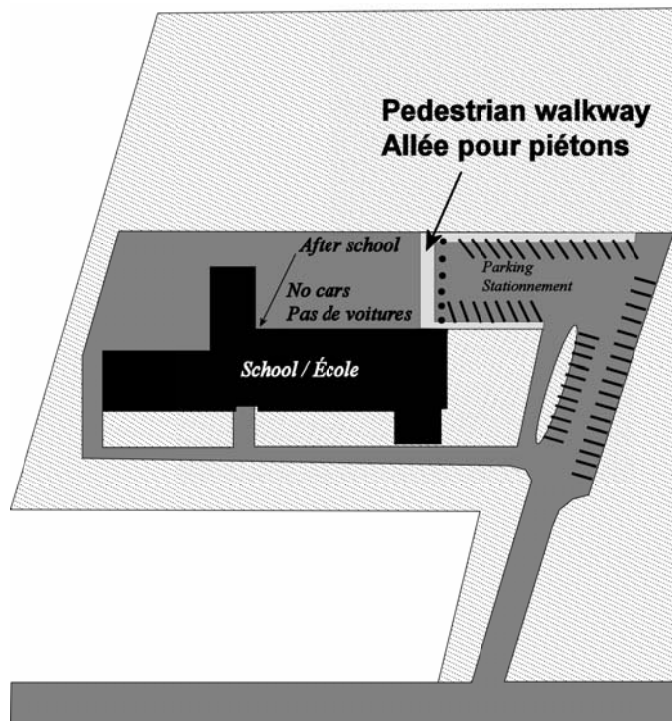 Pedestrian walkway
Allée pour piétons
After school
Parking
Stationnement
No cars
Pas de voitures
School / École